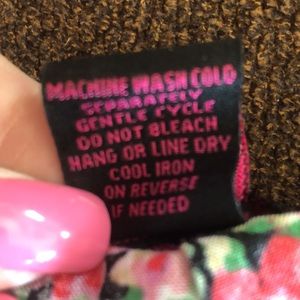 MACHINE WASH COLD
SEPARATELY
GENTLE CYCLE
DO NOT BLEACH
HANG OR LINE DRY
COOL IRON
ON REVERSE
IF NEEDED